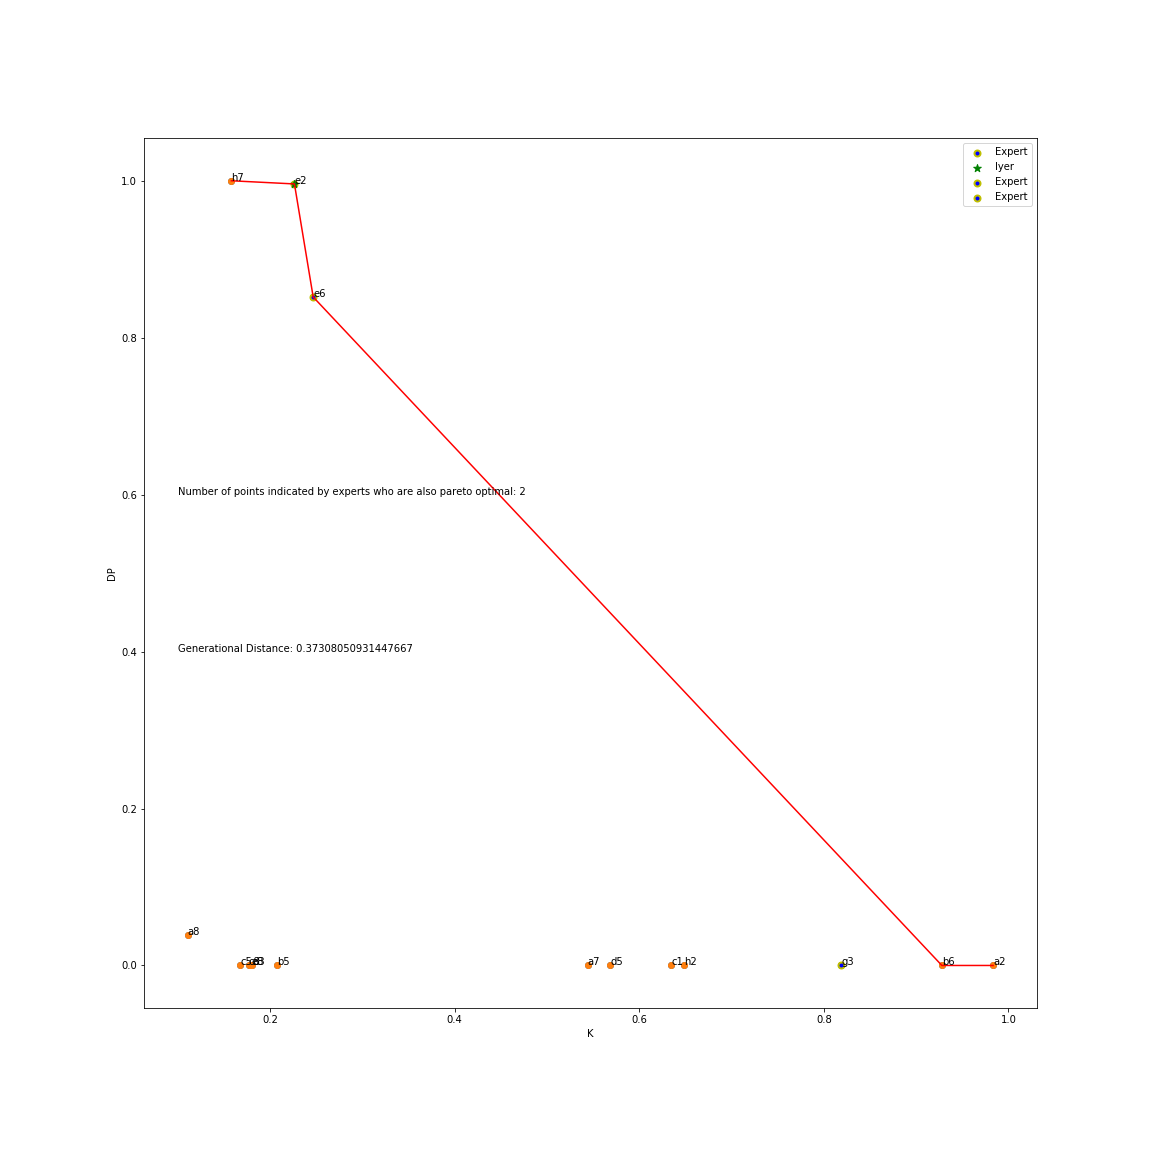 Expert
Iyer
Expert
Expert
h7
e2
e6
1.0
0.8
0.6
0.4
0.2
0.0
DP
Number of points indicated by experts who are also pareto optimal: 2
Generational Distance: 0.37308050931447667
a8
b5
a7
d5
c1
h2
g3
b6
a2
0.2
0.4
0.6
0.8
1.0
K